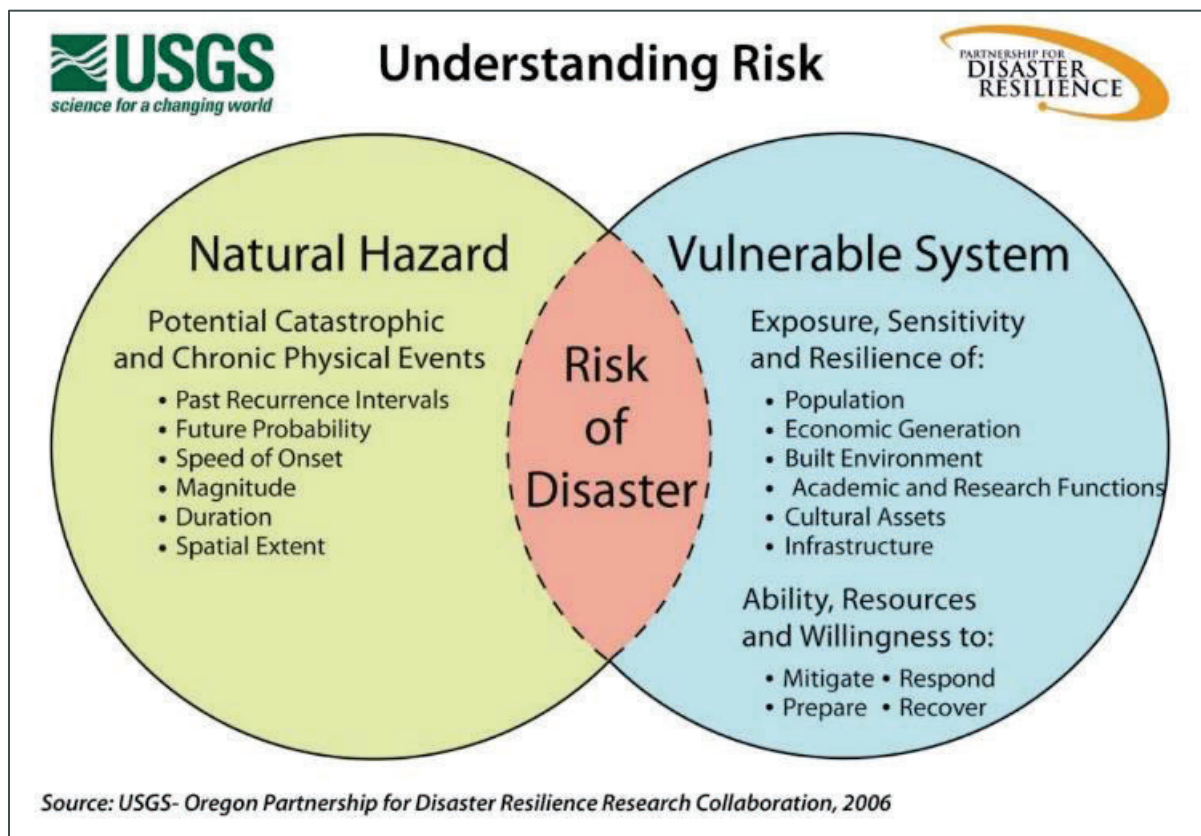 USGS
science for a changing world
Understanding Risk
PARTNERSHIP FOR
DISASTER
RESILIENCE
Natural Hazard
Potential Catastrophic
and Chronic Physical Events
• Past Recurrence Intervals
• Future Probability
• Speed of Onset
• Magnitude
• Duration
• Spatial Extent
Risk
of
Disaster
Vulnerable System
Exposure, Sensitivity
and Resilience of:
• Population
• Economic Generation
• Built Environment
• Academic and Research Functions
• Cultural Assets
• Infrastructure
Ability, Resources
and Willingness to:
• Mitigate • Respond
• Prepare • Recover
Source: USGS- Oregon Partnership for Disaster Resilience Research Collaboration, 2006